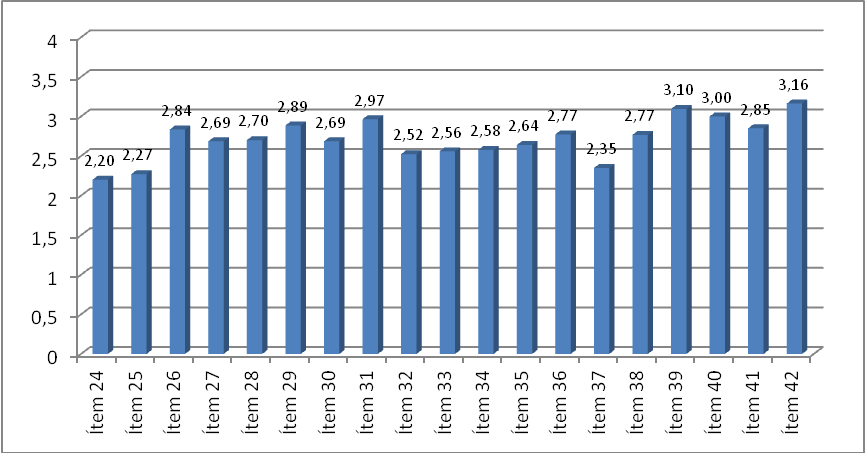 4
3,5
3
2,5
2
1,5
1
0,5
0
2,20
2,27
2,84
2,69
2,70
2,89
2,69
2,97
2,52
2,56
2,58
2,64
2,77
2,35
2,77
3,10
3,00
2,85
3,16
Ítem 24
Ítem 25
Ítem 26
Ítem 27
Ítem 28
Ítem 29
Ítem 30
Ítem 31
Ítem 32
Ítem 33
Ítem 34
Ítem 35
Ítem 36
Ítem 37
Ítem 38
Ítem 39
Ítem 40
Ítem 41
Ítem 42